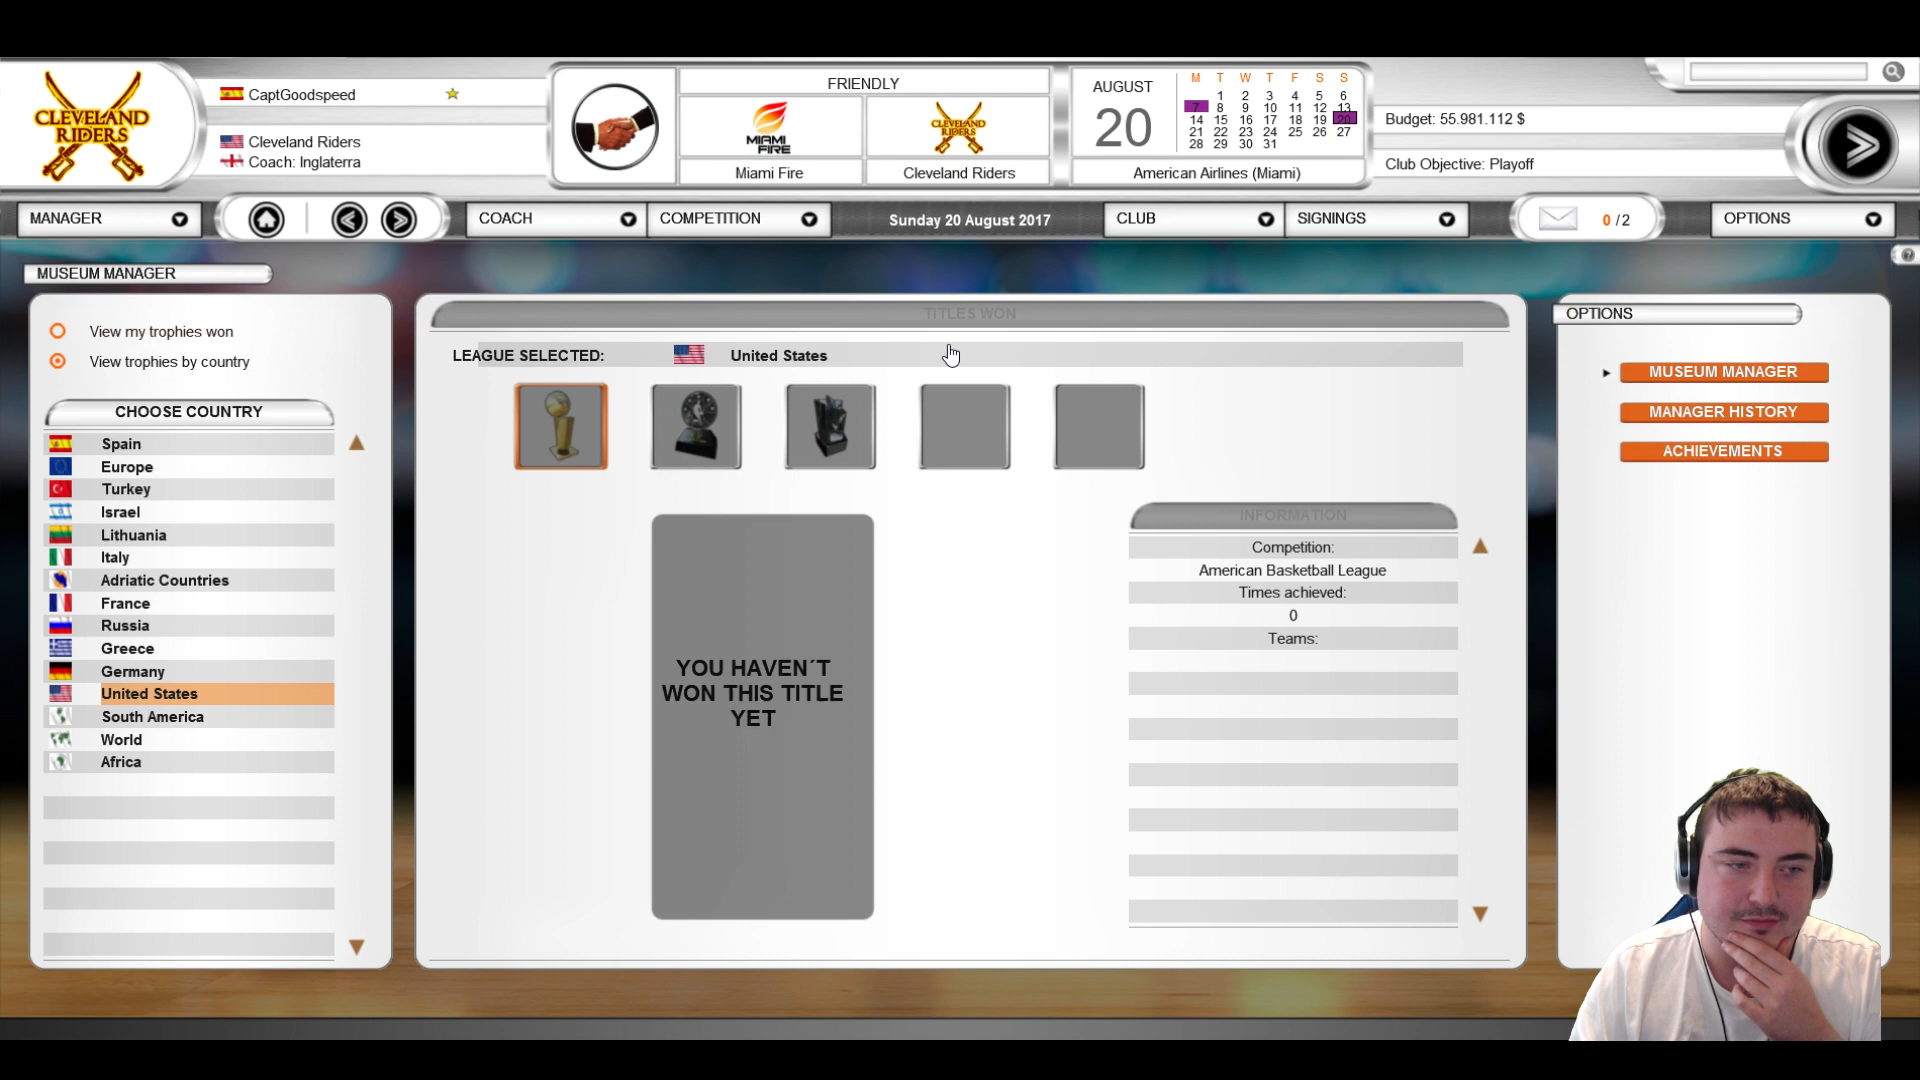 CLEVELAND
RIDERS
CaptGoodspeed
Cleveland Riders
Coach: Inglaterra
FRIENDLY
MIAMI
FIRE
CLEVELAND
RIDERS
Miami Fire
Cleveland Riders
AUGUST
20
M T W T F S S
1 2 3 4 5 6
7 8 9 10 11 12 13
14 15 16 17 18 19 20
21 22 23 24 25 26 27
28 29 30 31
American Airlines (Miami)
Budget: 55.981.112 $
Club Objective: Playoff
MANAGER
COACH
COMPETITION
Sunday 20 August 2017
CLUB
SIGNINGS
0 /2
OPTIONS
?
MUSEUM MANAGER
View my trophies won
View trophies by country
CHOOSE COUNTRY
Spain
Europe
Turkey
Israel
Lithuania
Italy
Adriatic Countries
France
Russia
Greece
Germany
United States
South America
World
Africa
TITLES WON
LEAGUE SELECTED:
United States
YOU HAVEN´T
WON THIS TITLE
YET
INFORMATION
Competition:
American Basketball League
Times achieved:
0
Teams:
OPTIONS
MUSEUM MANAGER
MANAGER HISTORY
ACHIEVEMENTS